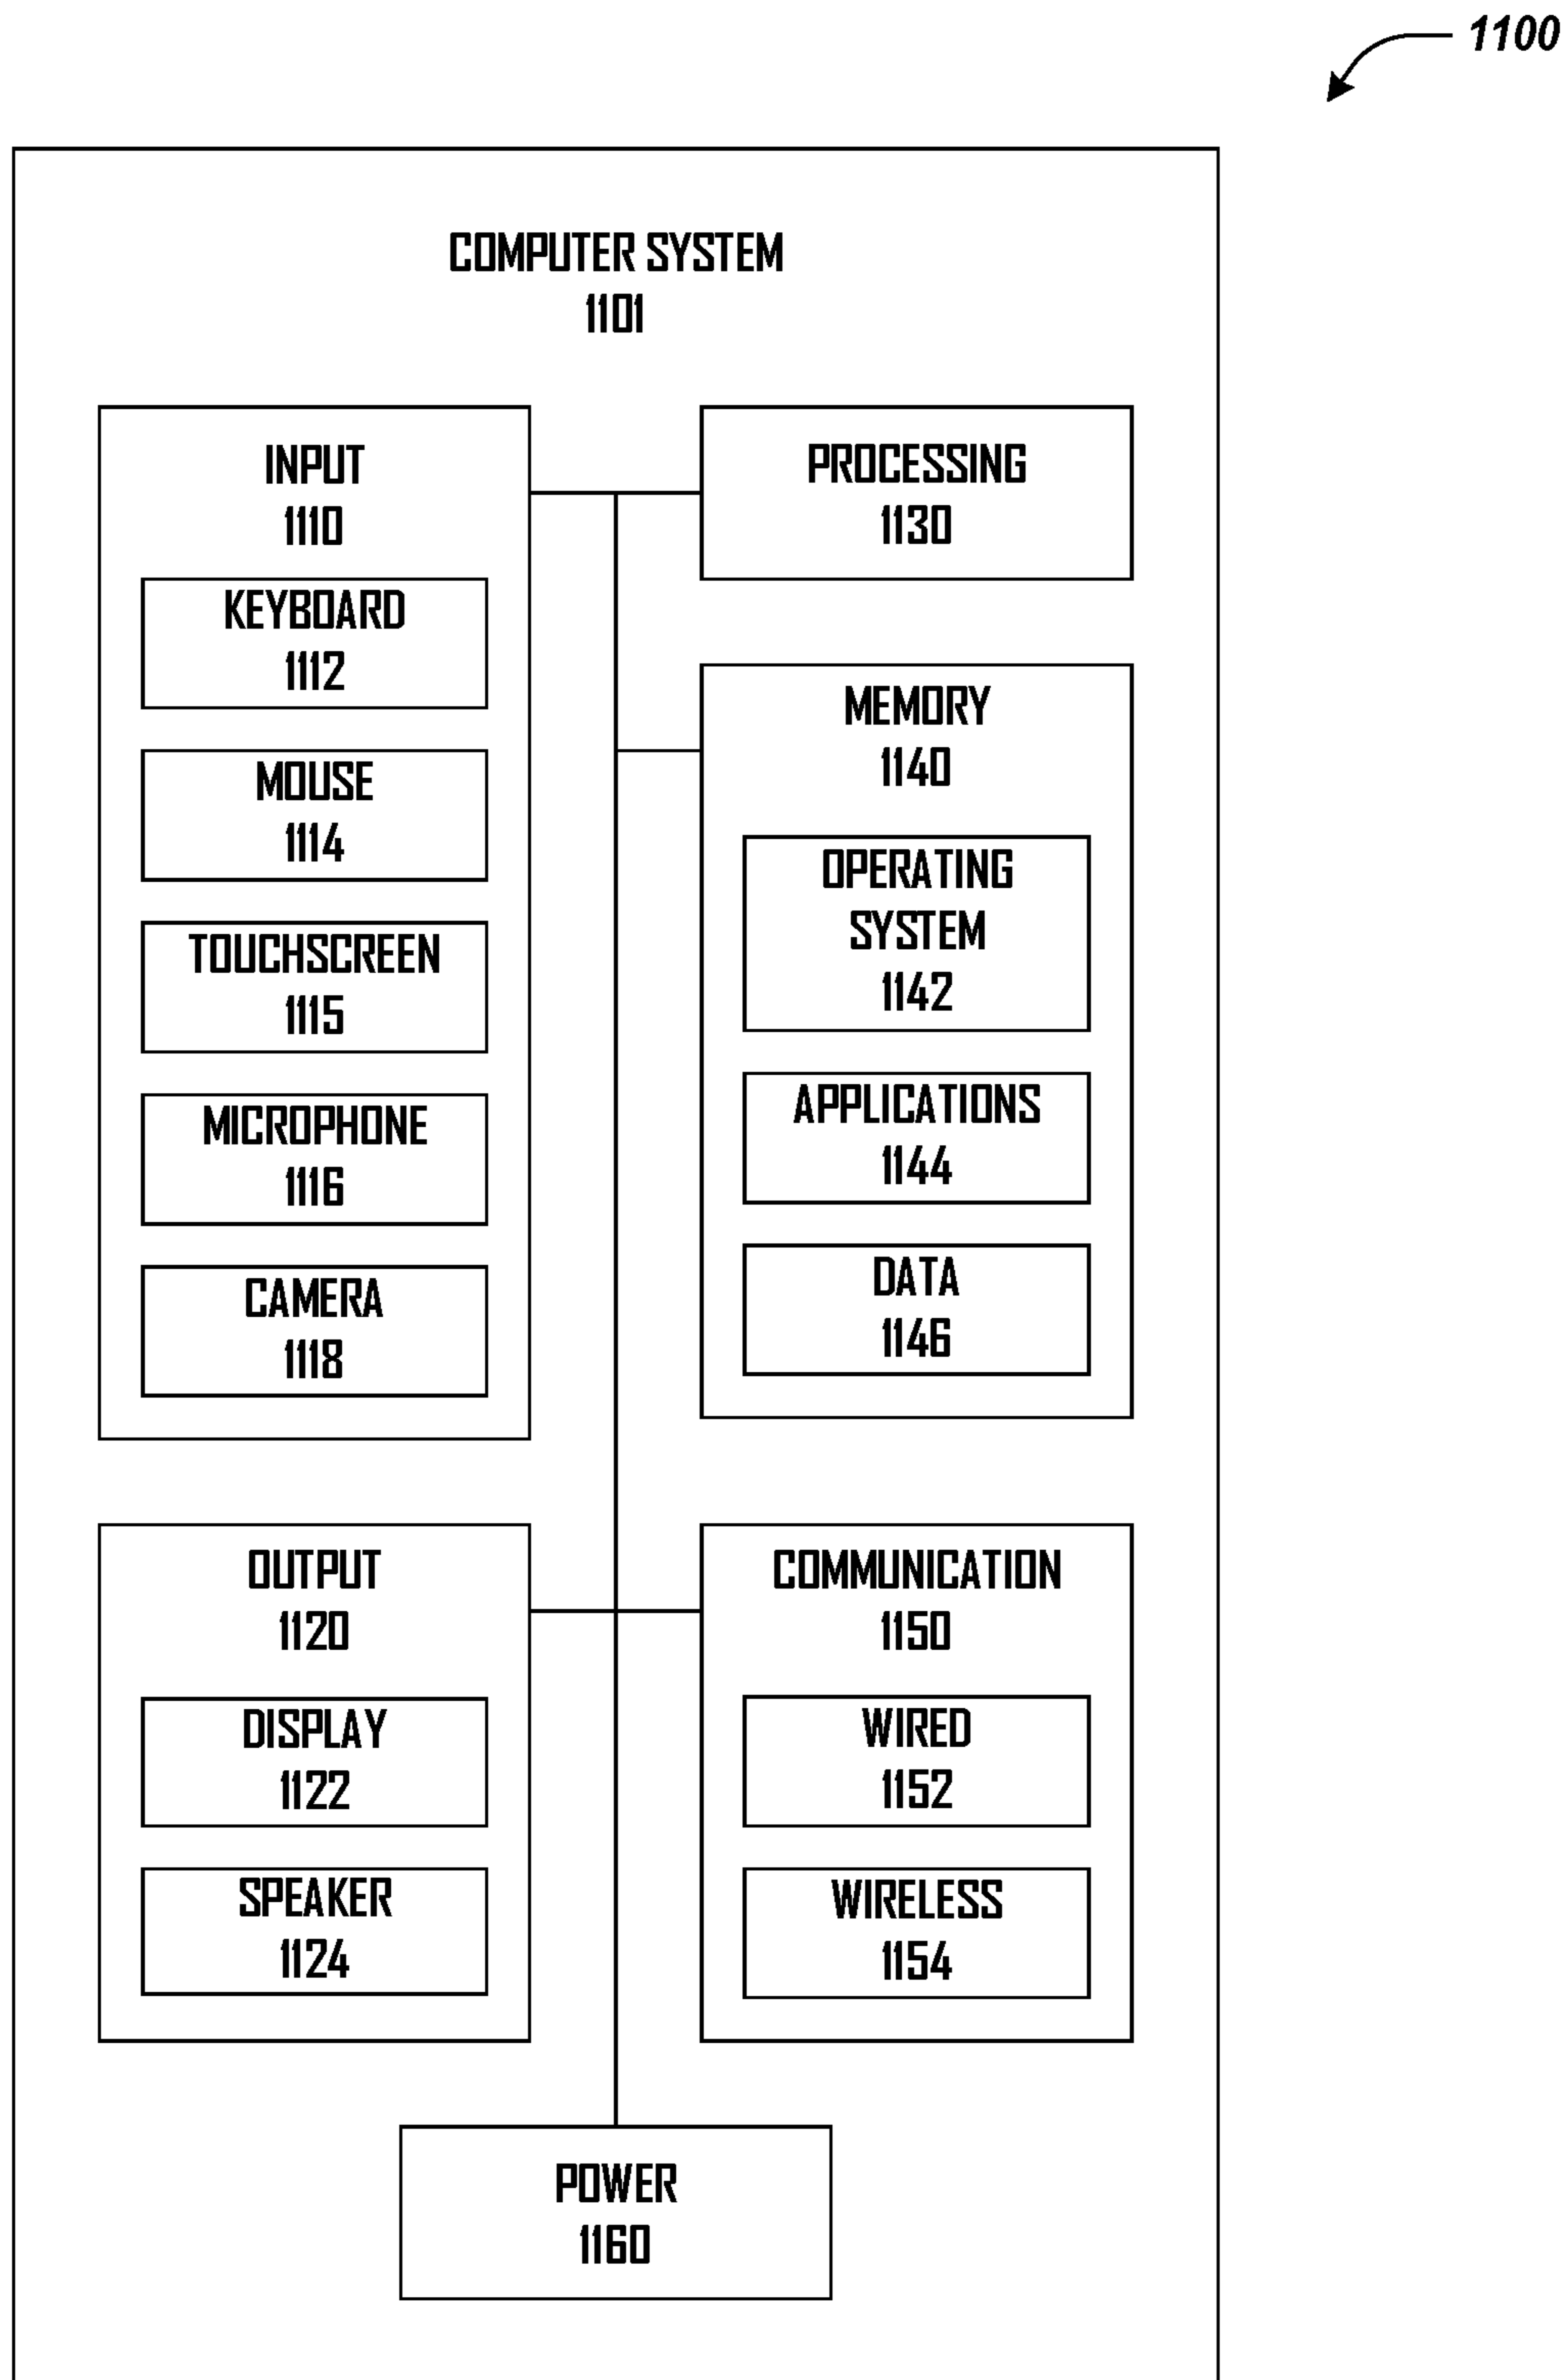 1100
COMPUTER SYSTEM
1101
INPUT
1110
KEYBOARD
1112
MOUSE
1114
TOUCHSCREEN
1115
MICROPHONE
1116
CAMERA
1118
PROCESSING
1130
MEMORY
1140
OPERATING
SYSTEM
1142
APPLICATIONS
1144
DATA
1146
OUTPUT
1120
DISPLAY
1122
SPEAKER
1124
COMMUNICATION
1150
WIRED
1152
WIRELESS
1154
POWER
1160